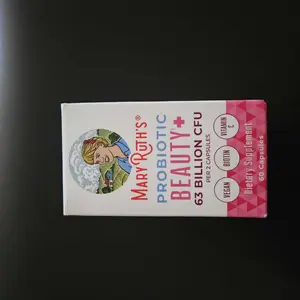 MARY RUTH'S®
PROBIOTIC
BEAUTY+
63 BILLION CFU
PER 2 CAPSULES
VEGAN
BIOTIN
VITAMIN C
Dietary Supplement
60 Capsules